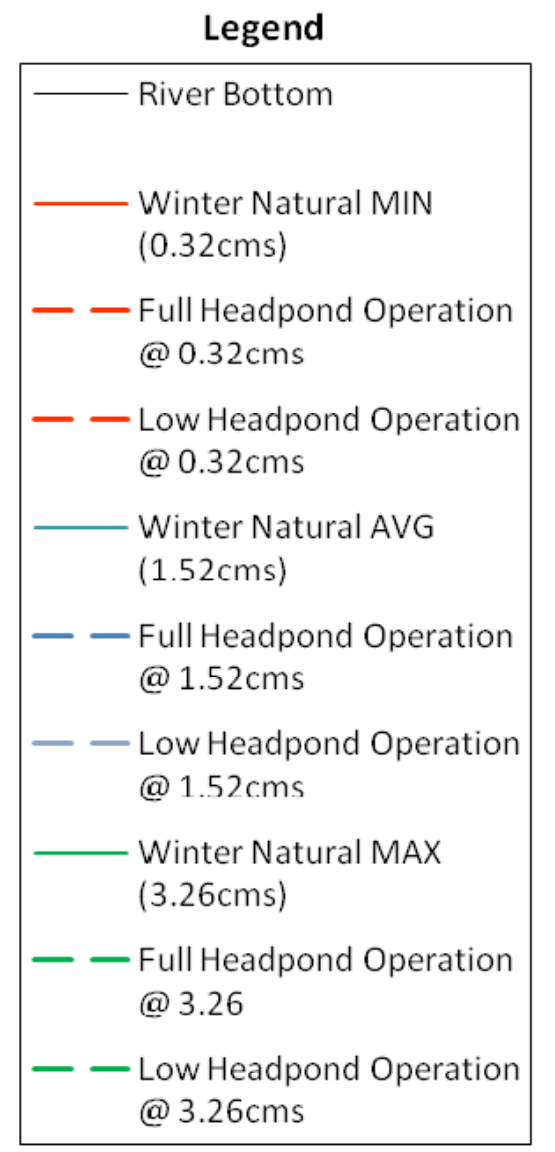 Legend
River Bottom
Winter Natural MIN
(0.32cms)
Full Headpond Operation
@ 0.32cms
Low Headpond Operation
@ 0.32cms
Winter Natural AVG
(1.52cms)
Full Headpond Operation
@ 1.52cms
Low Headpond Operation
@ 1.52cms
Winter Natural MAX
(3.26cms)
Full Headpond Operation
@ 3.26
Low Headpond Operation
@ 3.26cms